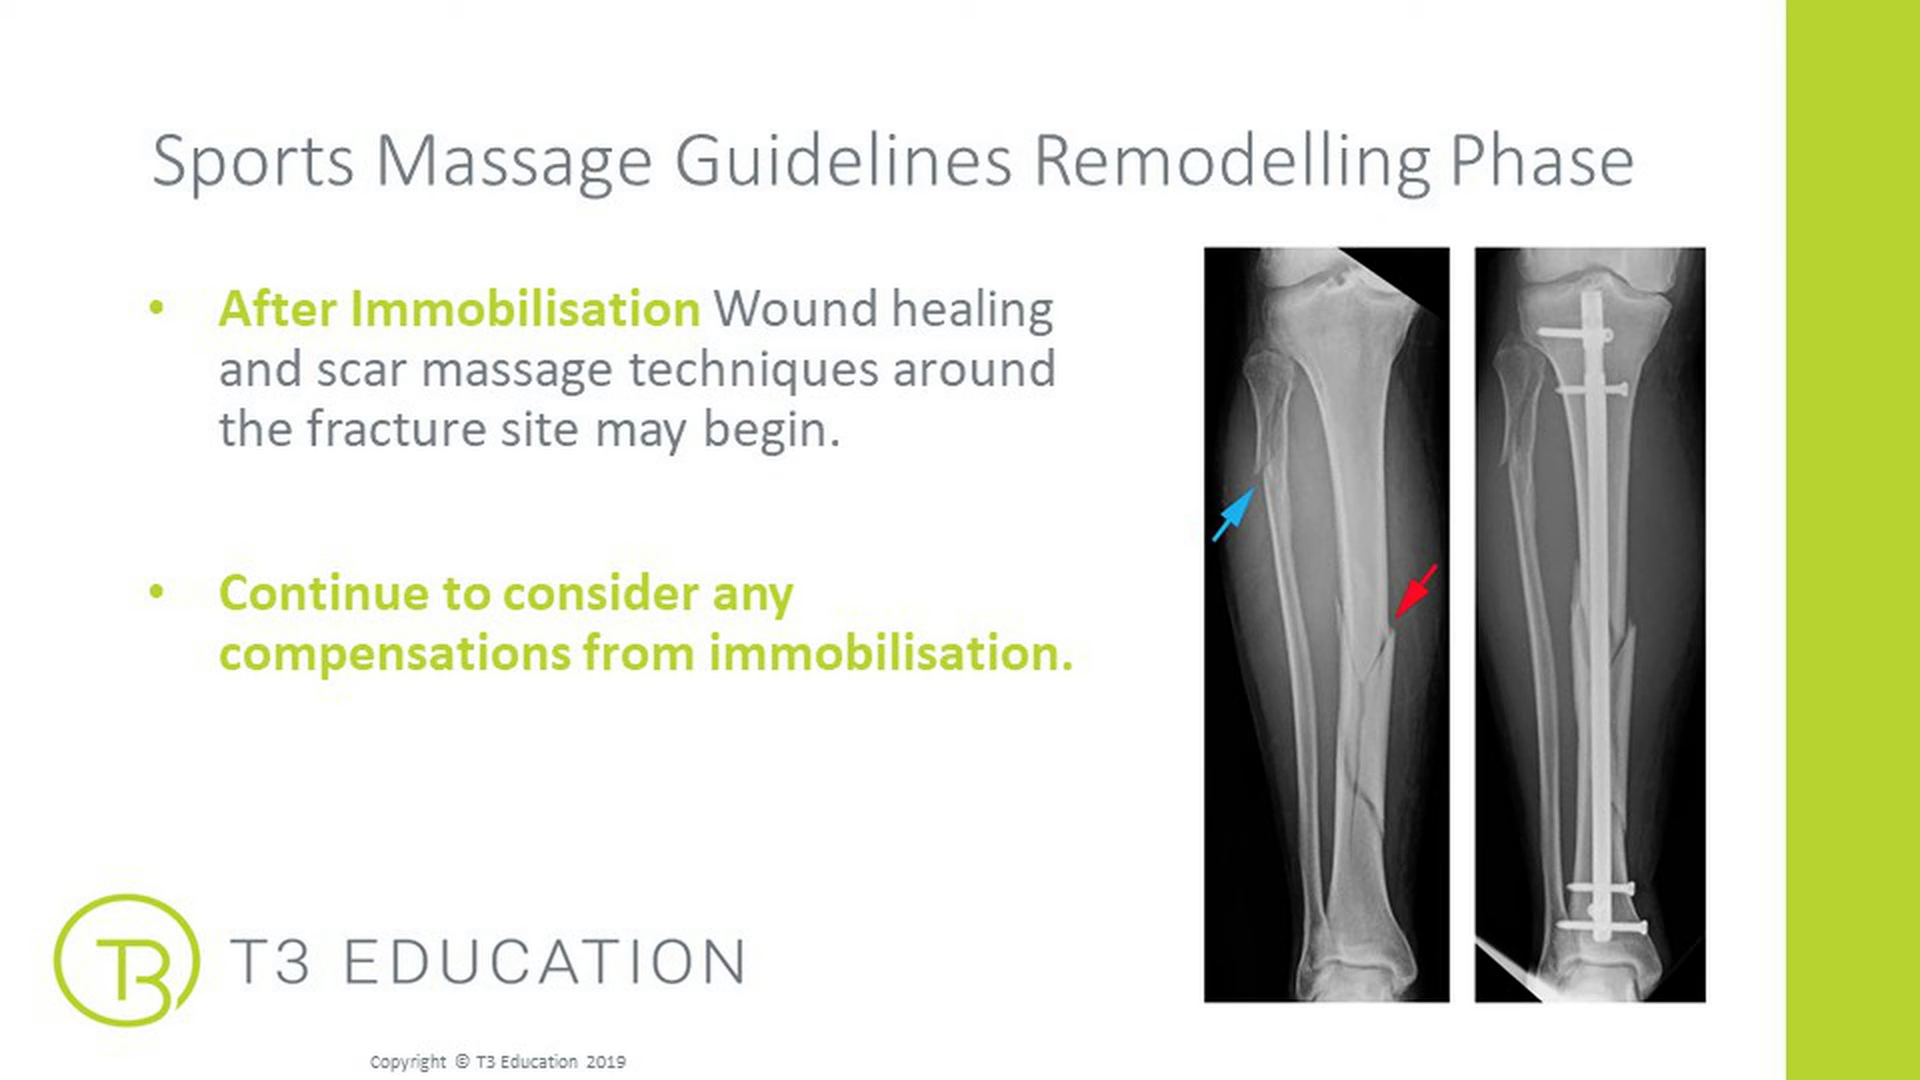 Sports Massage Guidelines Remodelling Phase
• After Immobilisation Wound healing
and scar massage techniques around
the fracture site may begin.
• Continue to consider any
compensations from immobilisation.
T3 T3 EDUCATION
Copyright © T3 Education 2019